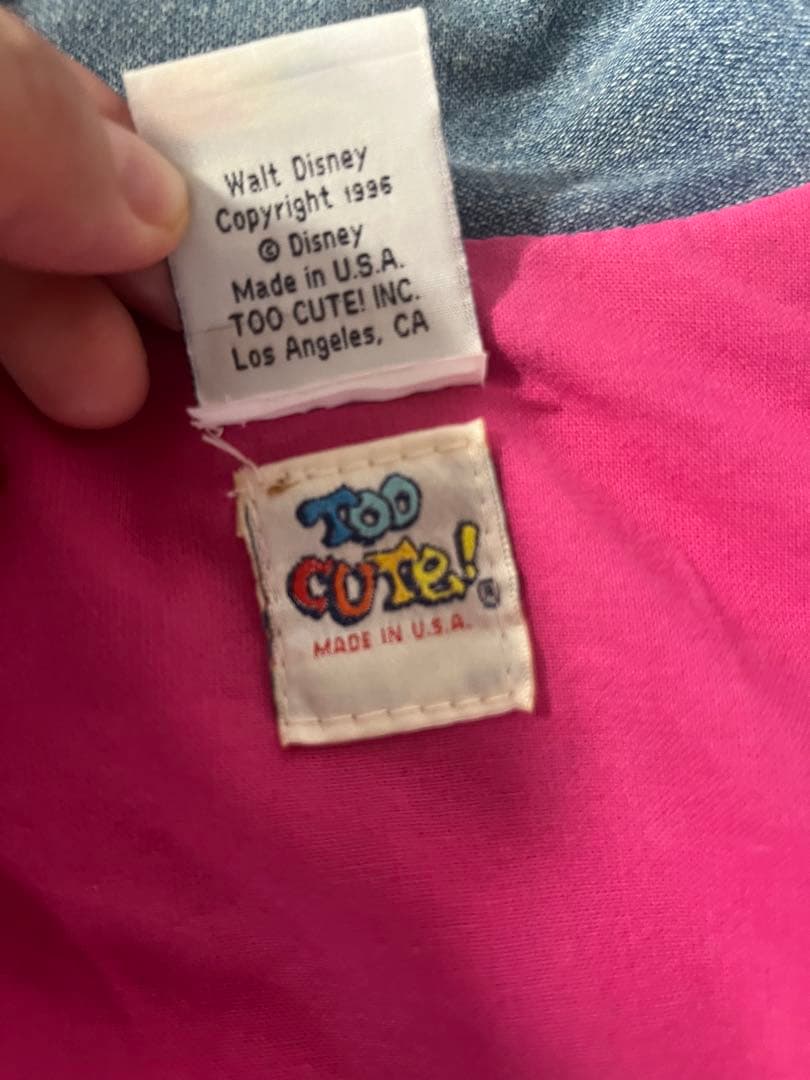 Walt Disney
Copyright 1996
© Disney
Made in U.S.A.
TOO CUTE! INC.
Los Angeles, CA
TOO
CUTE!®
MADE IN U.S.A.